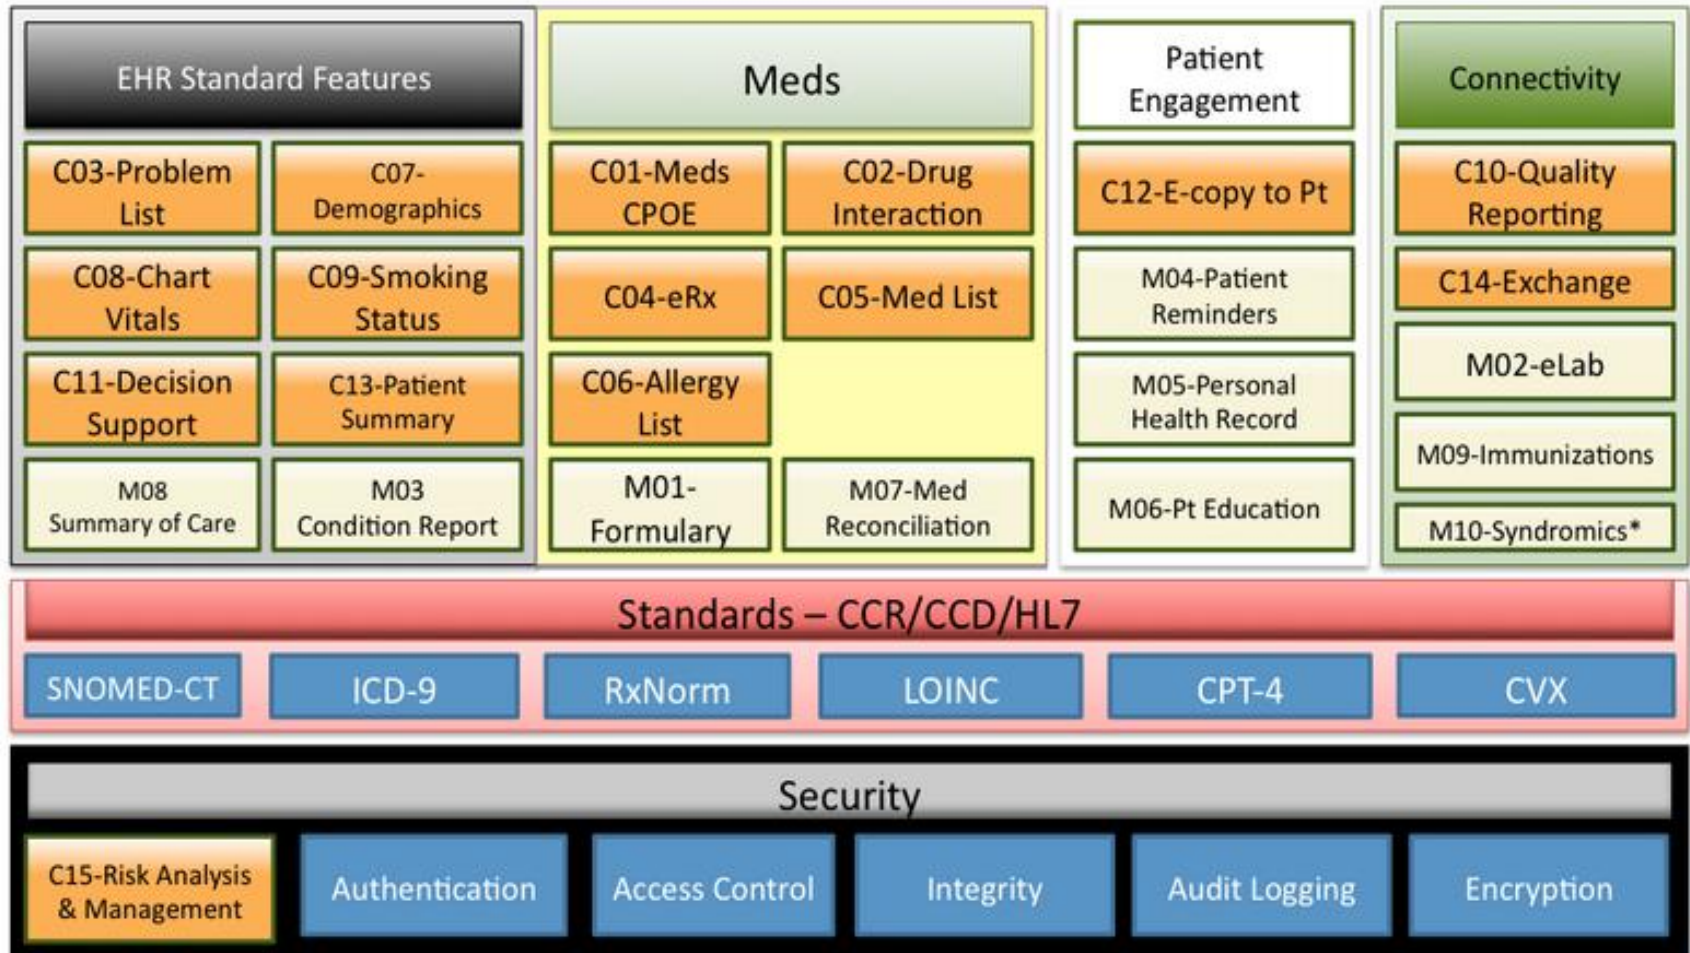 EHR Standard Features
C03-Problem
List
C07-
Demographics
C08-Chart
Vitals
C09-Smoking
Status
C11-Decision
Support
C13-Patient
Summary
M08
Summary of Care
M03
Condition Report
Meds
C01-Meds
CPOE
C02-Drug
Interaction
C04-eRx
C05-Med List
C06-Allergy
List
M01-
Formulary
M07-Med
Reconciliation
Patient
Engagement
C12-E-copy to Pt
M04-Patient
Reminders
M05-Personal
Health Record
M06-Pt Education
Connectivity
C10-Quality
Reporting
C14-Exchange
M02-eLab
M09-Immunizations
M10-Syndromics*
Standards – CCR/CCD/HL7
SNOMED-CT
ICD-9
RxNorm
LOINC
CPT-4
CVX
Security
C15-Risk Analysis
& Management
Authentication
Access Control
Integrity
Audit Logging
Encryption